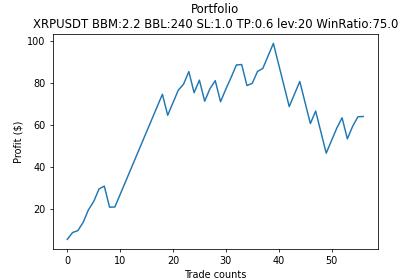 Portfolio
XRPUSDT BBM:2.2 BBL:240 SL:1.0 TP:0.6 lev:20 WinRatio:75.0
100
80
60
40
20
Profit ($)
0 10 20 30 40 50
Trade counts